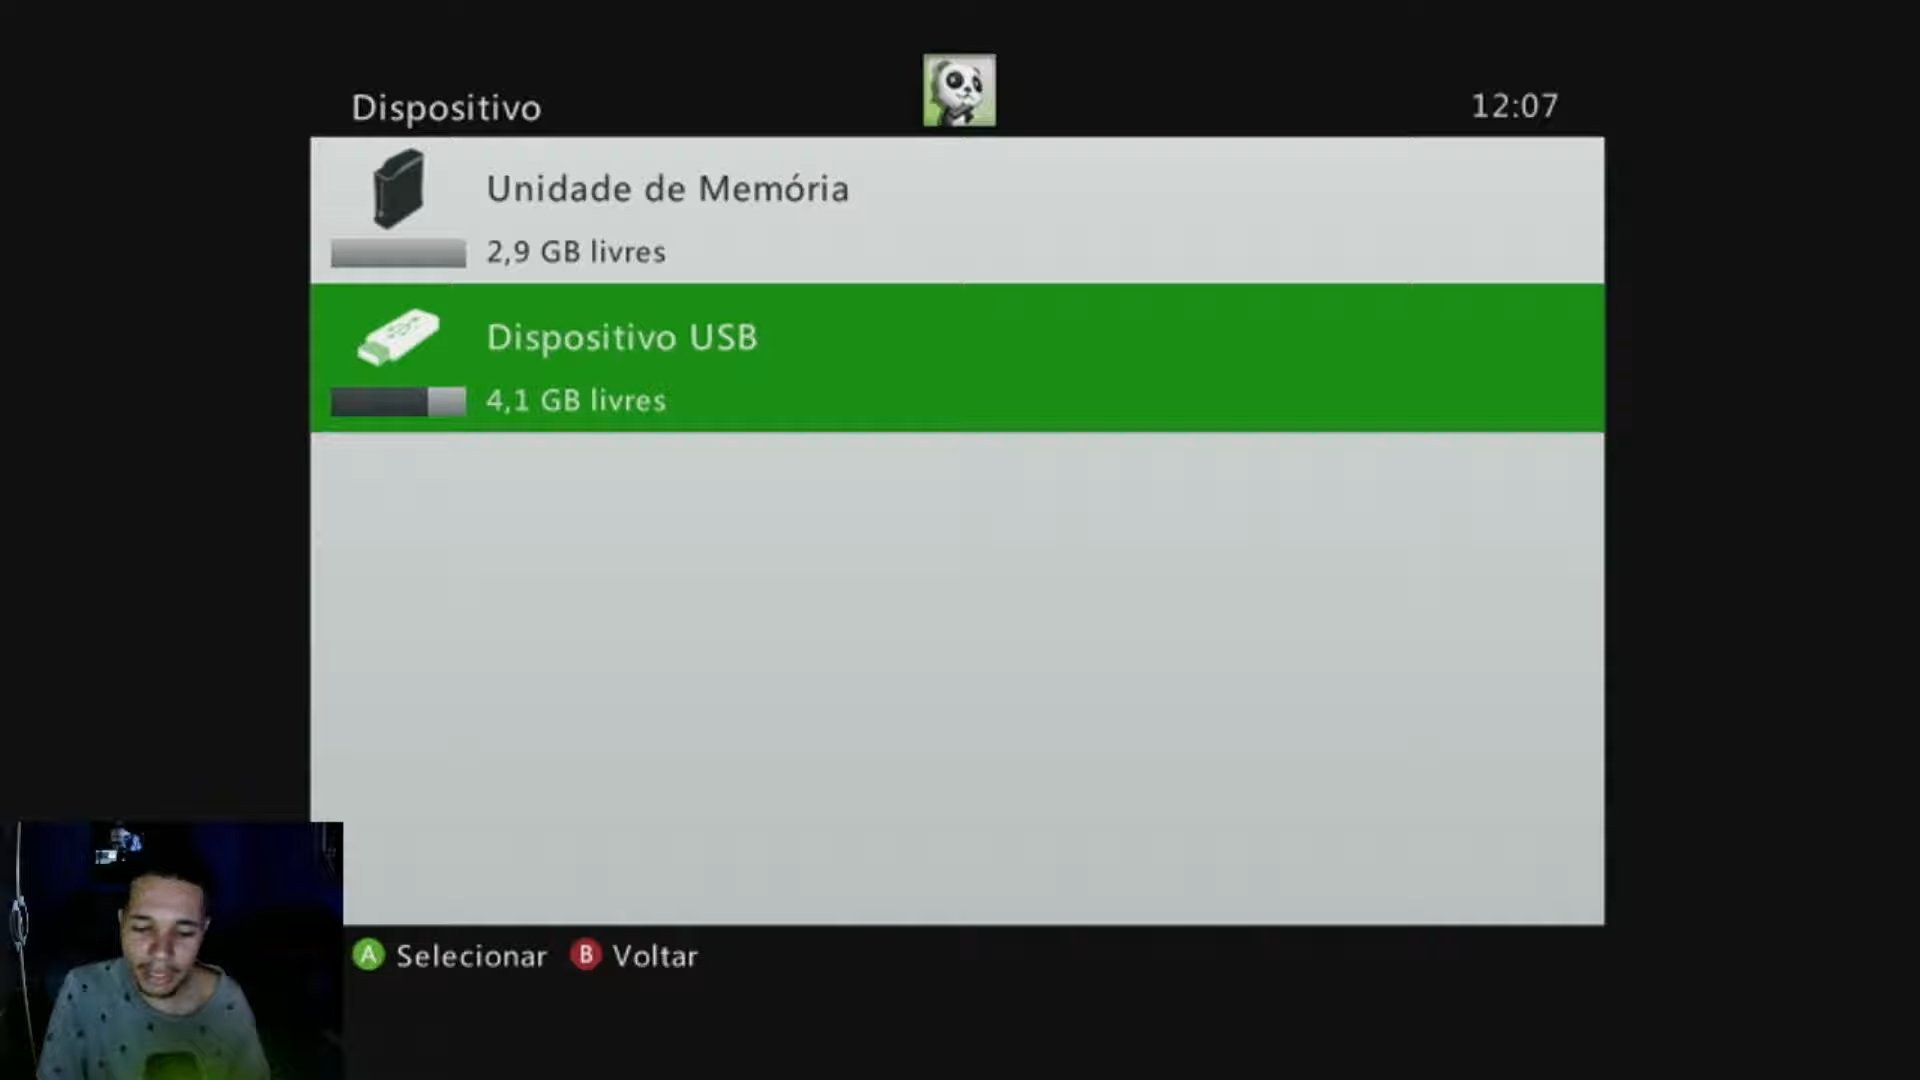 Dispositivo
12:07
Unidade de Memória
2,9 GB livres
Dispositivo USB
4,1 GB livres
A Selecionar B Voltar